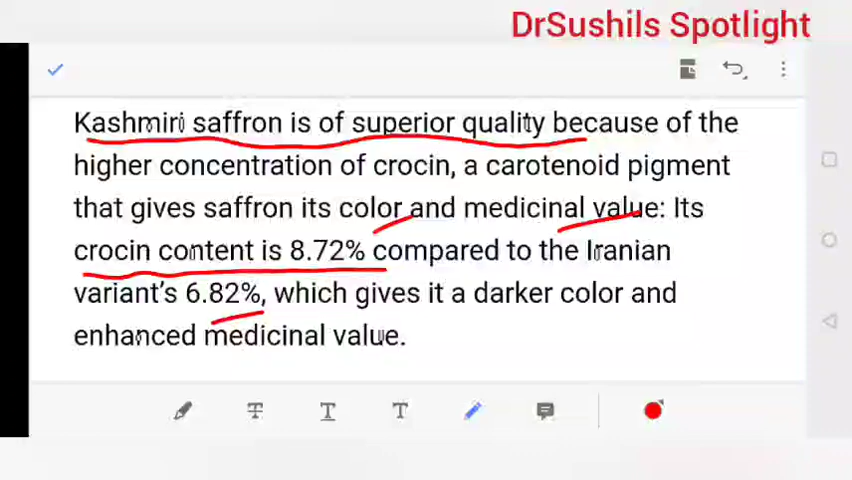 DrSushils Spotlight
Kashmiri saffron is of superior quality because of the
higher concentration of crocin, a carotenoid pigment
that gives saffron its color and medicinal value: Its
crocin content is 8.72% compared to the Iranian
variant's 6.82%, which gives it a darker color and
enhanced medicinal value.